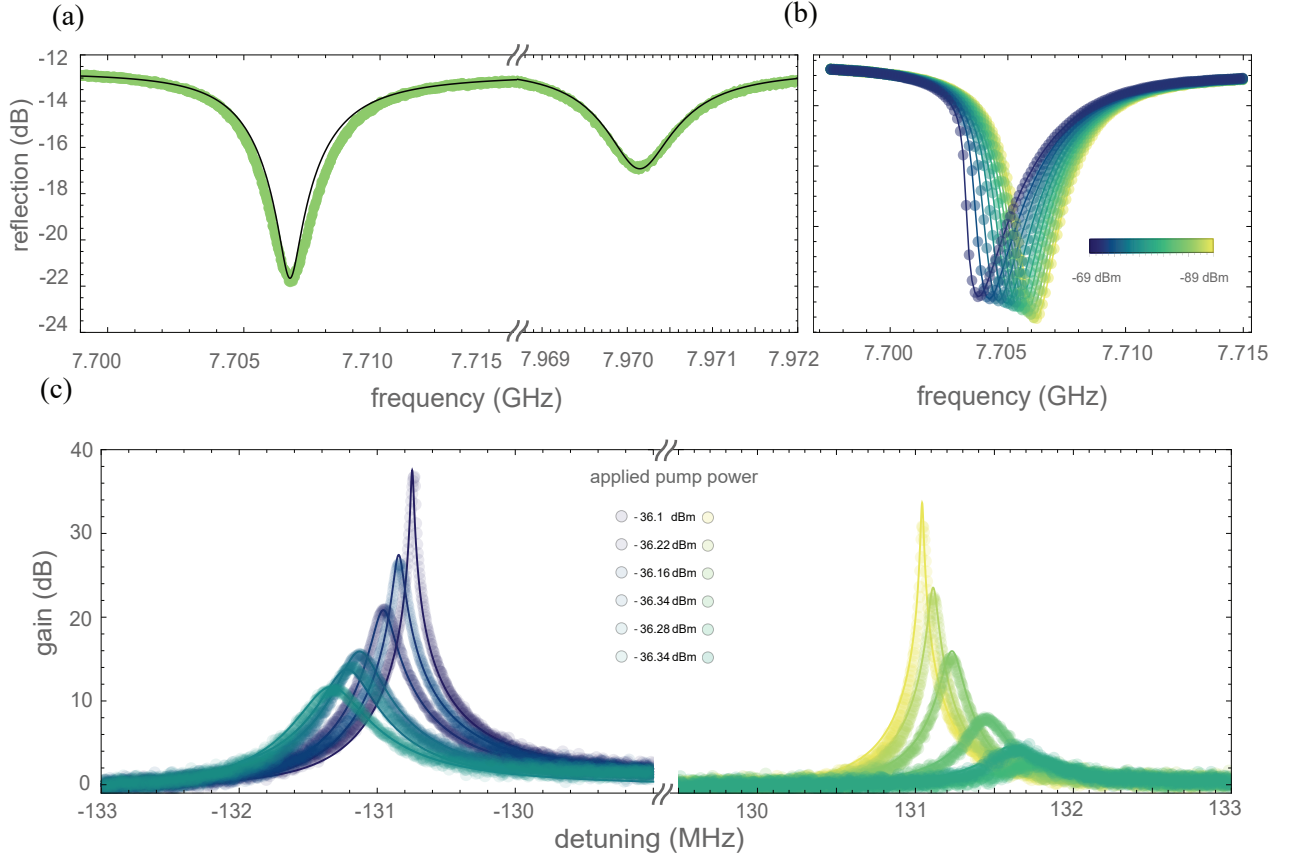 (a)
(b)
reflection (dB)
-12
-14
-16
-18
-20
-22
-24
7.700
7.705
7.710
7.715
7.969
7.970
7.971
7.972
frequency (GHz)
-69 dBm
-89 dBm
7.700
7.705
7.710
7.715
frequency (GHz)
(c)
gain (dB)
40
30
20
10
0
applied pump power
- 36.1 dBm
- 36.22 dBm
- 36.16 dBm
- 36.34 dBm
- 36.28 dBm
- 36.34 dBm
-133
-132
-131
-130
130
131
132
133
detuning (MHz)